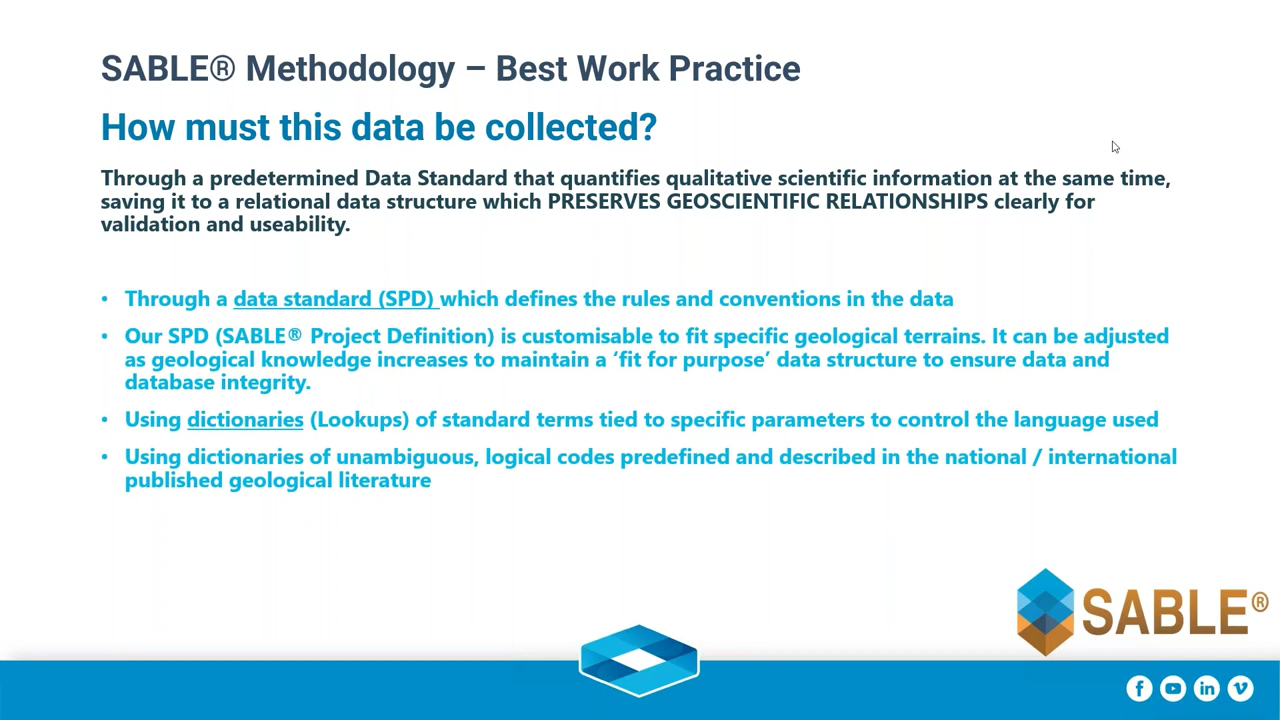 SABLE® Methodology – Best Work Practice
How must this data be collected?
Through a predetermined Data Standard that quantifies qualitative scientific information at the same time,
saving it to a relational data structure which PRESERVES GEOSCIENTIFIC RELATIONSHIPS clearly for
validation and useability.
• Through a data standard (SPD) which defines the rules and conventions in the data
• Our SPD (SABLE® Project Definition) is customisable to fit specific geological terrains. It can be adjusted
as geological knowledge increases to maintain a ‘fit for purpose’ data structure to ensure data and
database integrity.
• Using dictionaries (Lookups) of standard terms tied to specific parameters to control the language used
• Using dictionaries of unambiguous, logical codes predefined and described in the national / international
published geological literature
SABLE®